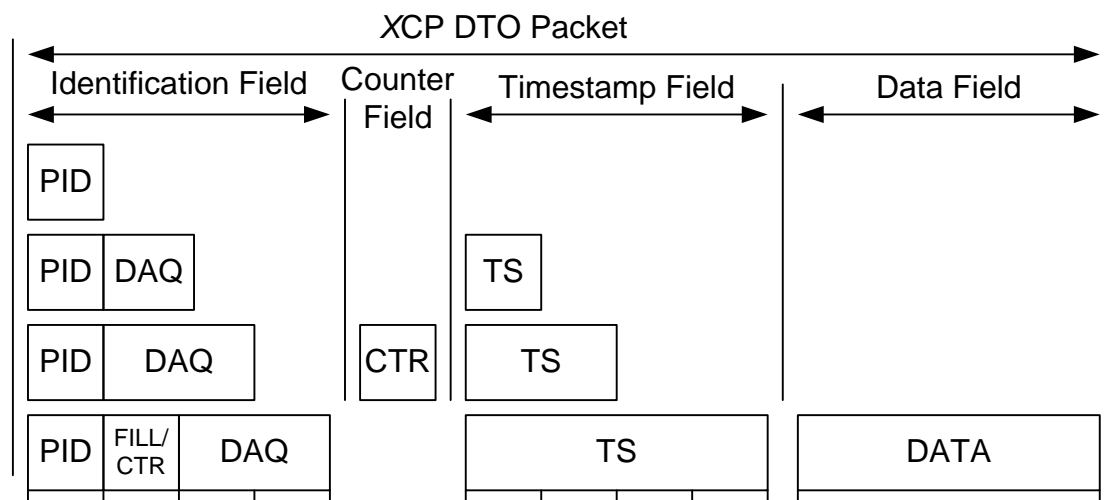 XCP DTO Packet
Identification Field
Counter
Field
Timestamp Field
Data Field
PID
PID DAQ
TS
PID DAQ
CTR
TS
PID FILL/
CTR DAQ
TS
DATA